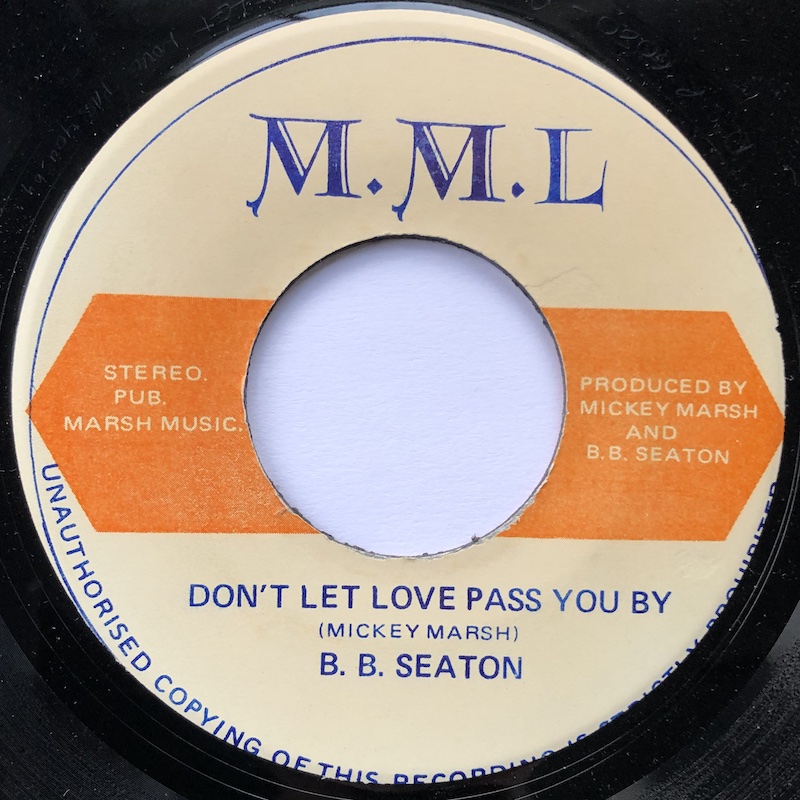 M.M.L
STEREO.
PUB.
MARSH MUSIC.
PRODUCED BY
MICKEY MARSH
AND
B.B. SEATON
DON'T LET LOVE PASS YOU BY
(MICKEY MARSH)
B. B. SEATON
UNAUTHORISED COPYING OF THIS RECORDING IS STRICTLY PROHIBITED